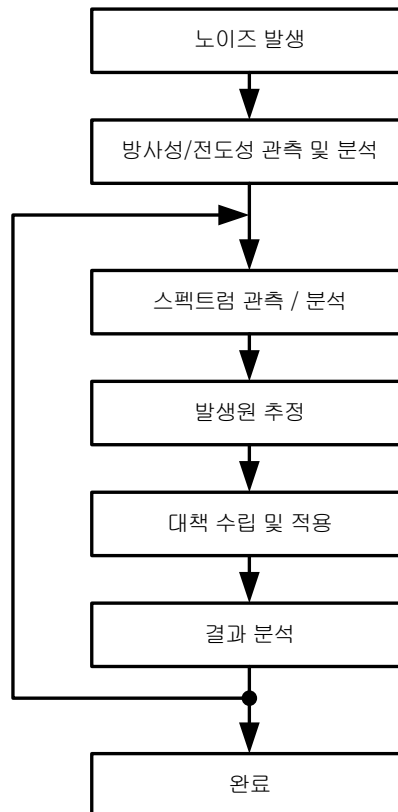 노이즈 발생
방사성/전도성 관측 및 분석
스펙트럼 관측 / 분석
발생원 추정
대책 수립 및 적용
결과 분석
완료